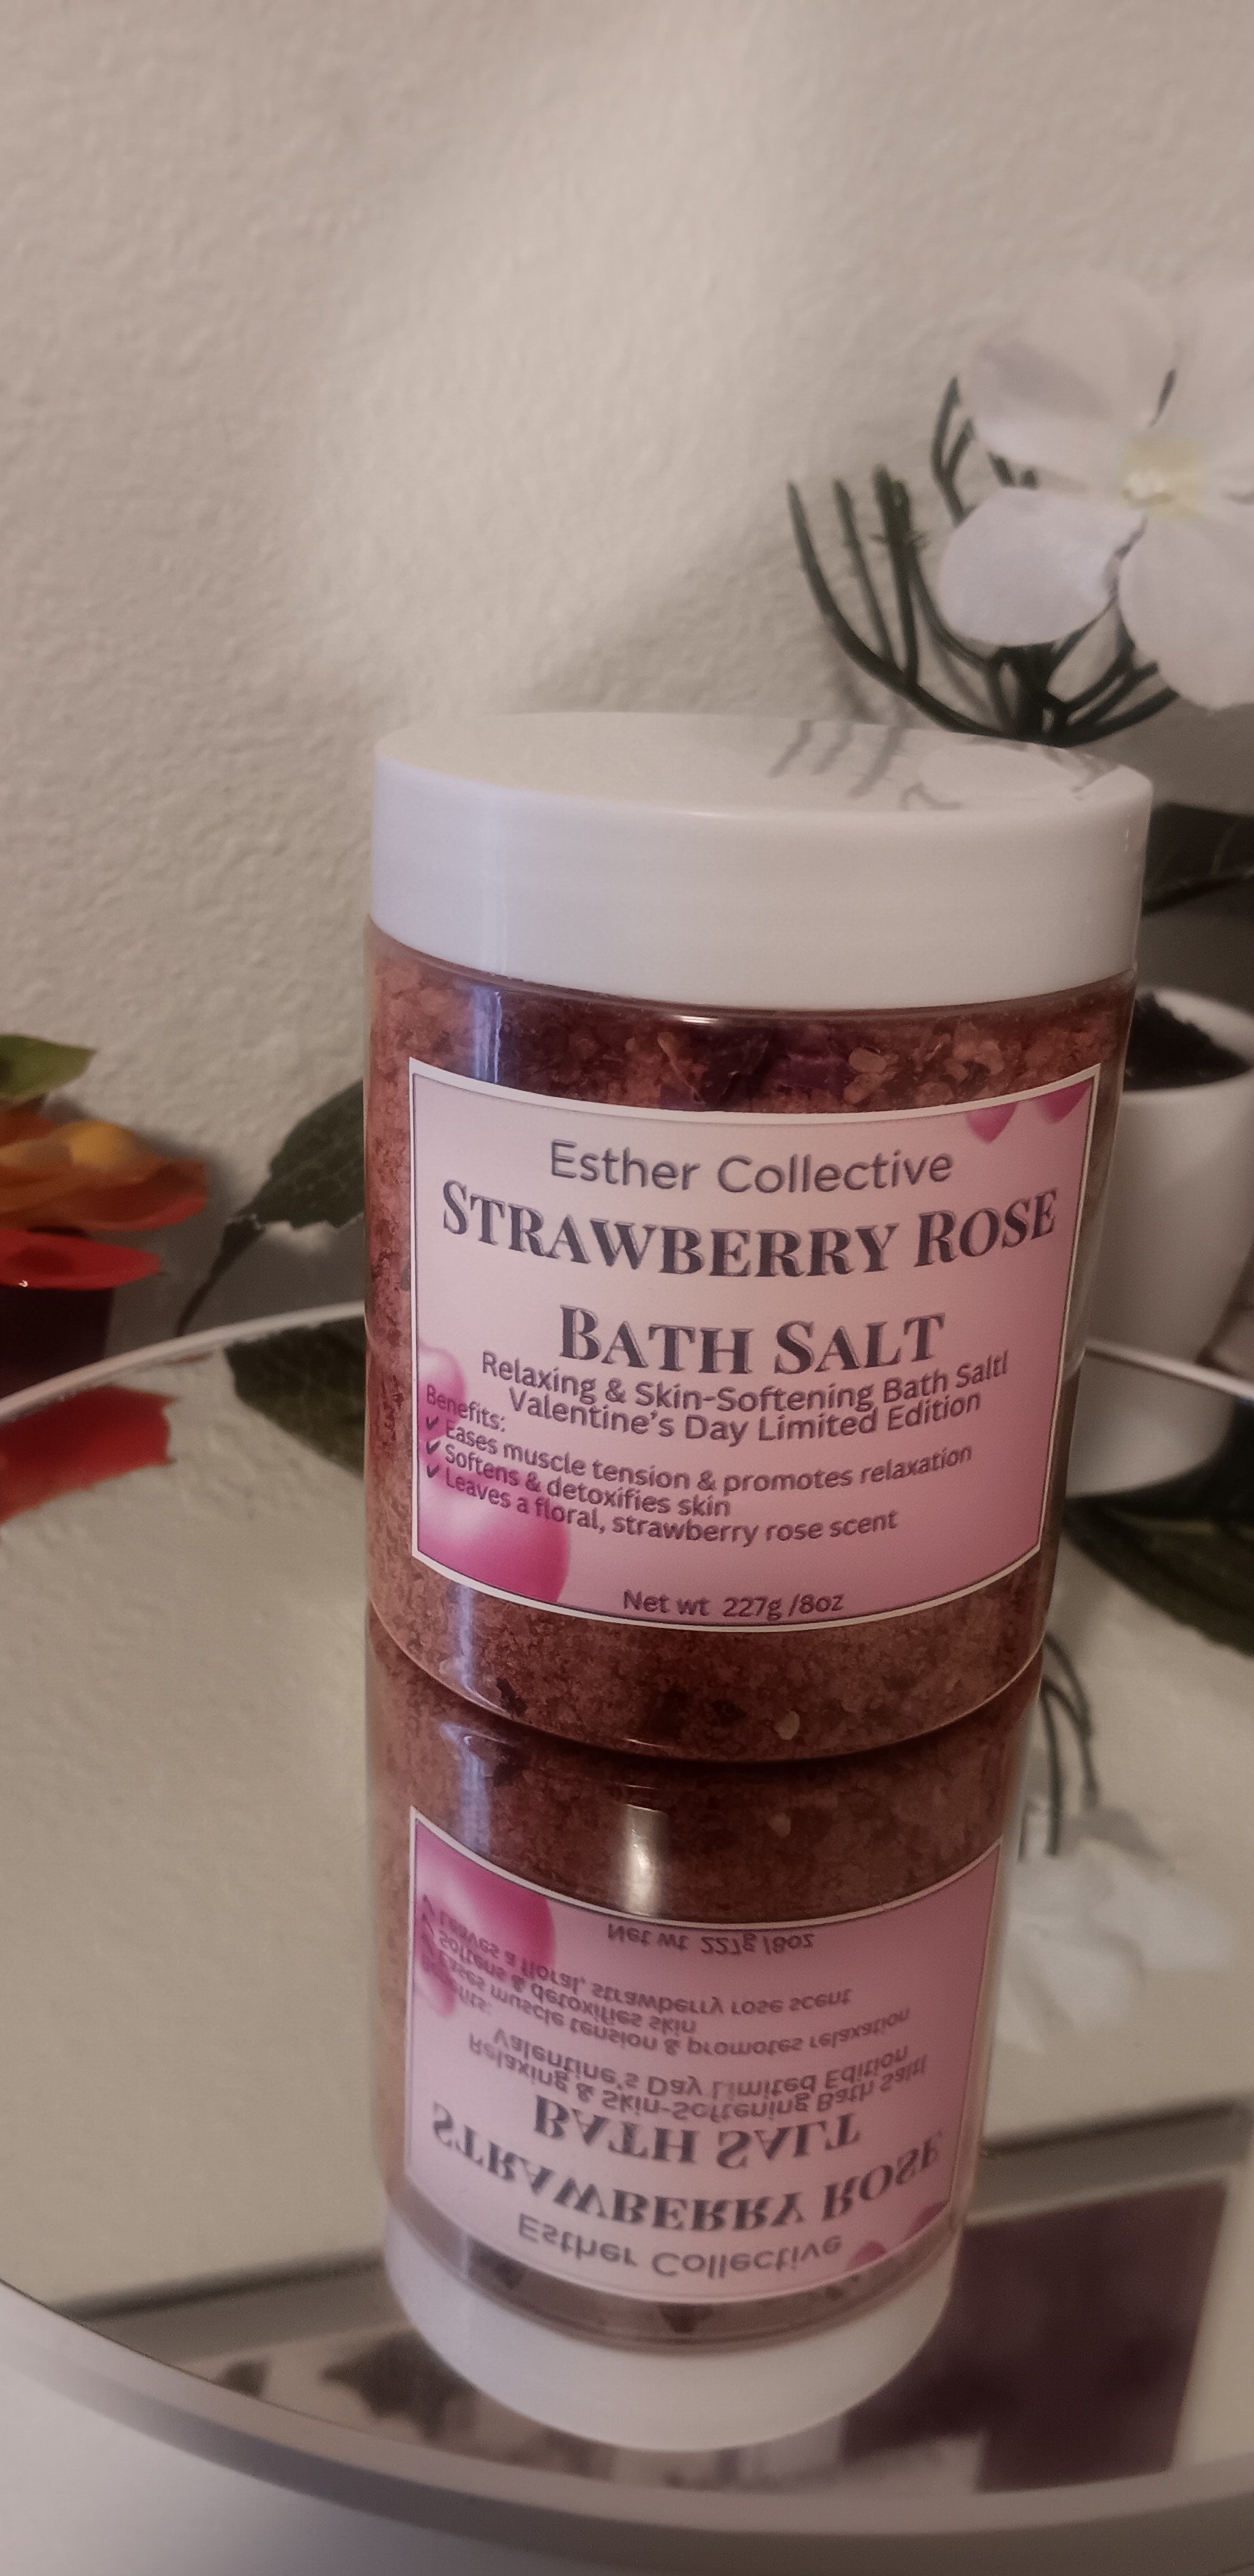 Esther Collective
STRAWBERRY ROSE
BATH SALT
Relaxing & Skin-Softening Bath Salt!
Valentine's Day Limited Edition
Benefits:
✔ Eases muscle tension & promotes relaxation
✔ Softens & detoxifies skin
✔ Leaves a floral, strawberry rose scent
Net wt 227g /8oz